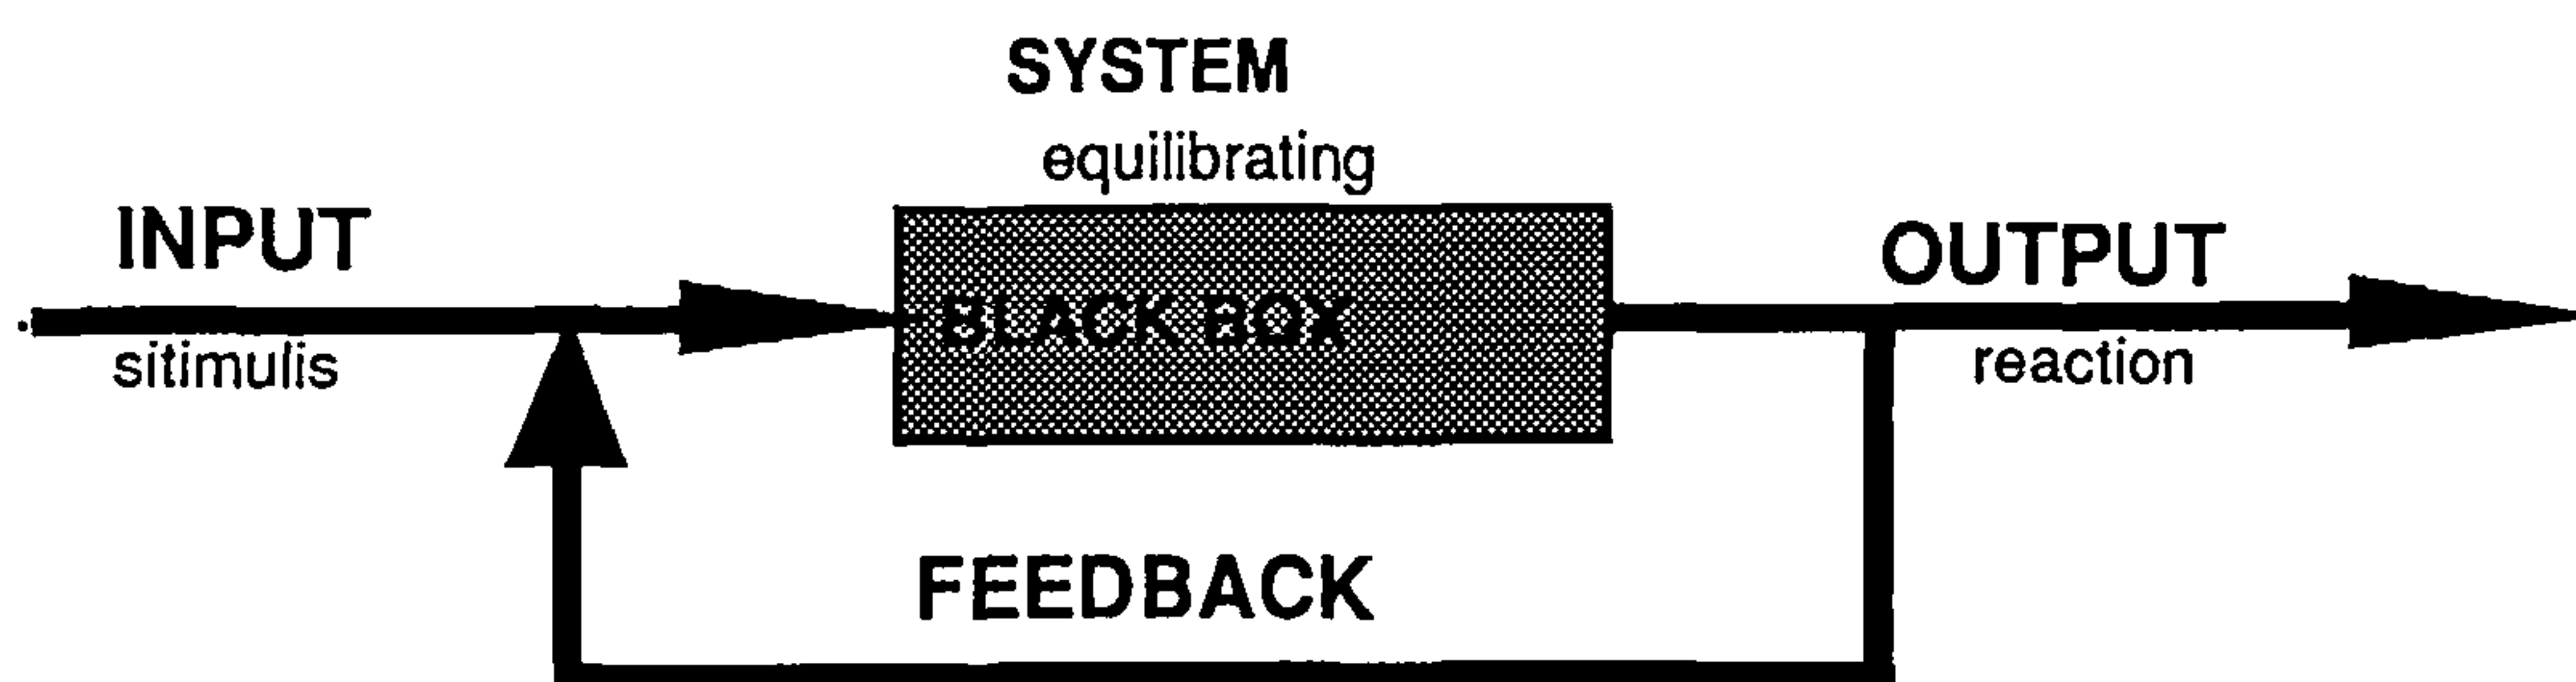 SYSTEM
equilibrating
INPUT
OUTPUT
BLACK BOX
sitimulis
reaction
FEEDBACK